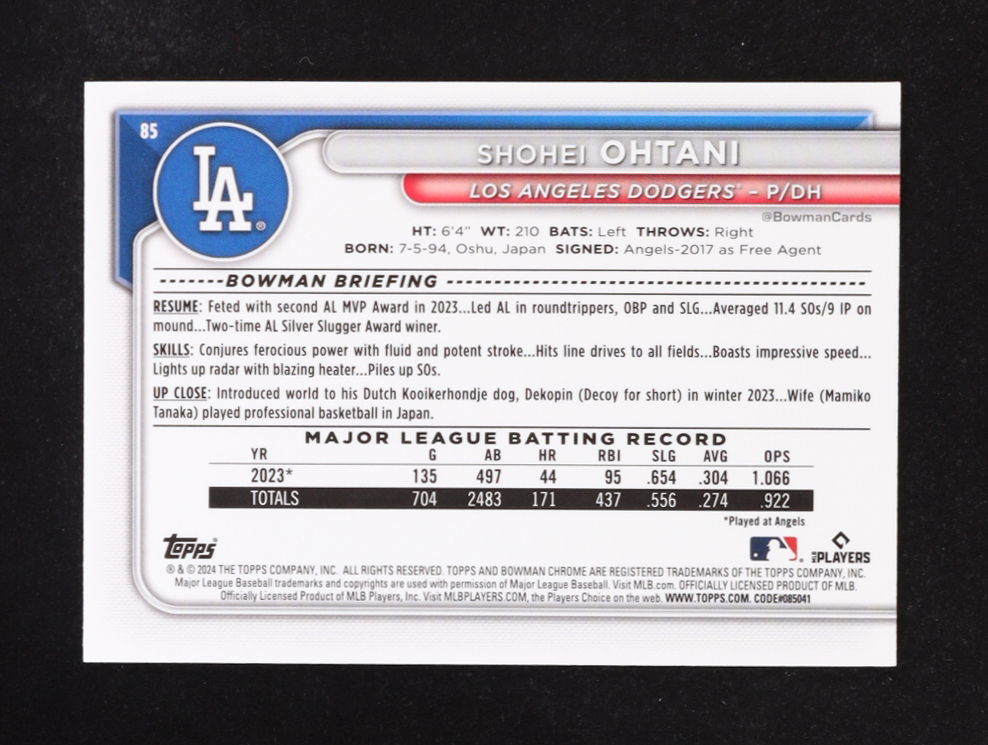 85
LA
SHOHEI OHTANI
LOS ANGELES DODGERS® - P/DH
@BowmanCards
HT: 6'4" WT: 210 BATS: Left THROWS: Right
BORN: 7-5-94, Oshu, Japan SIGNED: Angels-2017 as Free Agent
BOWMAN BRIEFING
RESUME: Feted with second AL MVP Award in 2023...Led AL in roundtrippers, OBP and SLG...Averaged 11.4 SOs/9 IP on
mound...Two-time AL Silver Slugger Award winer.
SKILLS: Conjures ferocious power with fluid and potent stroke...Hits line drives to all fields...Boasts impressive speed...
Lights up radar with blazing heater...Piles up SOs.
UP CLOSE: Introduced world to his Dutch Kooikerhondje dog, Dekopin (Decoy for short) in winter 2023...Wife (Mamiko
Tanaka) played professional basketball in Japan.
MAJOR LEAGUE BATTING RECORD
YR G AB HR RBI SLG AVG OPS
2023* 135 497 44 95 .654 .304 1.066
TOTALS 704 2483 171 437 .556 .274 .922
*Played at Angels
Topps® MLB PLAYERS
® & © 2024 THE TOPPS COMPANY, INC. ALL RIGHTS RESERVED. TOPPS AND BOWMAN CHROME ARE REGISTERED TRADEMARKS OF THE TOPPS COMPANY, INC.
Major League Baseball trademarks and copyrights are used with permission of Major League Baseball. Visit MLB.com. OFFICIALLY LICENSED PRODUCT OF MLB.
Officially Licensed Product of MLB Players, Inc. Visit MLBPLAYERS.COM, the Players Choice on the web. WWW.TOPPS.COM. CODE#085041